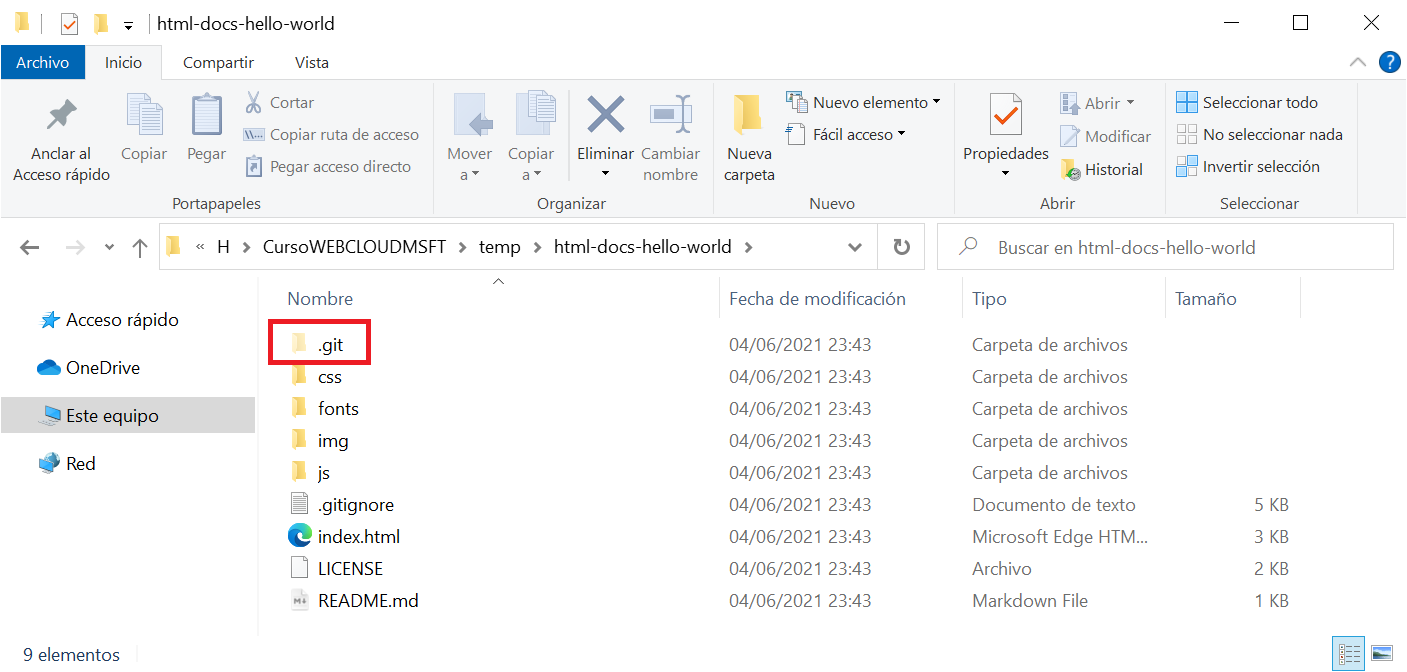 html-docs-hello-world
Archivo Inicio Compartir Vista
?
Anclar al
Acceso rápido
Copiar
Pegar
Cortar
Copiar ruta de acceso
Pegar acceso directo
Portapapeles
Mover
a
Copiar
a
Eliminar
Cambiar
nombre
Organizar
Nueva
carpeta
Nuevo elemento
Fácil acceso
Nuevo
Propiedades
Abrir
Modificar
Historial
Abrir
Seleccionar todo
No seleccionar nada
Invertir selección
Seleccionar
« H > CursoWEBCLOUDMSFT > temp > html-docs-hello-world >
Buscar en html-docs-hello-world
Acceso rápido
OneDrive
Este equipo
Red
Nombre Fecha de modificación Tipo Tamaño
.git 04/06/2021 23:43 Carpeta de archivos
css 04/06/2021 23:43 Carpeta de archivos
fonts 04/06/2021 23:43 Carpeta de archivos
img 04/06/2021 23:43 Carpeta de archivos
js 04/06/2021 23:43 Carpeta de archivos
.gitignore 04/06/2021 23:43 Documento de texto 5 KB
index.html 04/06/2021 23:43 Microsoft Edge HTM... 3 KB
LICENSE 04/06/2021 23:43 Archivo 2 KB
README.md 04/06/2021 23:43 Markdown File 1 KB
9 elementos